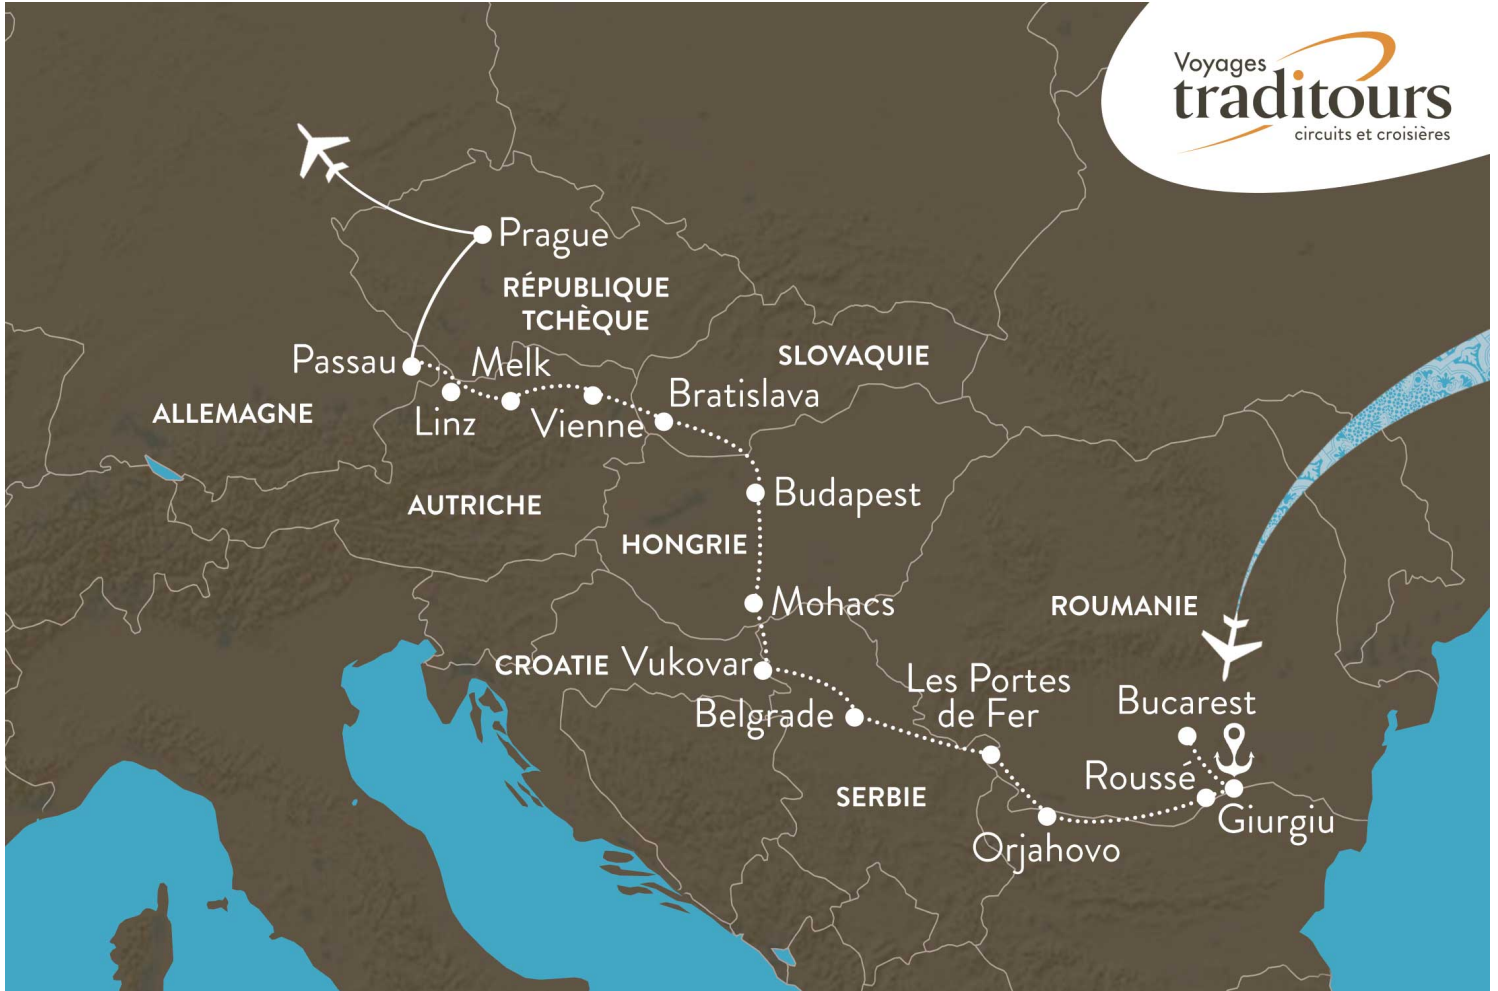 Voyages
traditours
circuits et croisières
Prague
RÉPUBLIQUE
TCHÈQUE
Passau
Melk
SLOVAQUIE
Bratislava
ALLEMAGNE
Linz
Vienne
AUTRICHE
Budapest
HONGRIE
Mohacs
ROUMANIE
CROATIE
Vukovar
Les Portes
de Fer
Belgrade
Bucarest
Roussé
SERBIE
Giurgiu
Orjahovo